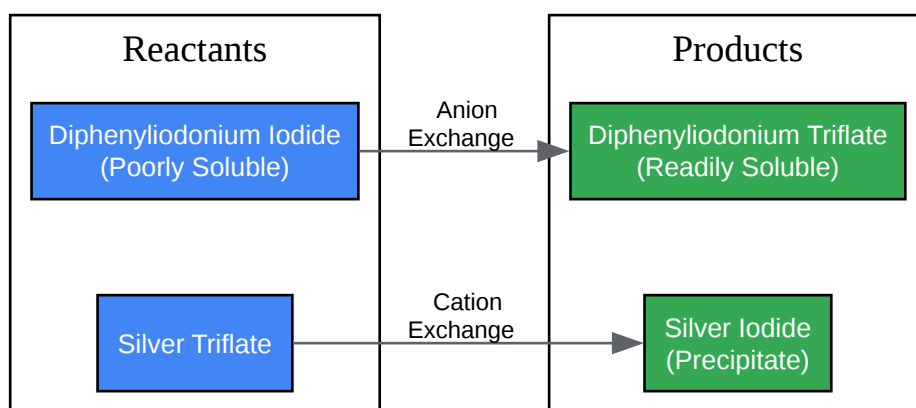 Reactants
Products
Diphenyliodonium Iodide
(Poorly Soluble)
Anion
Exchange
Diphenyliodonium Triflate
(Readily Soluble)
Silver Triflate
Cation
Exchange
Silver Iodide
(Precipitate)